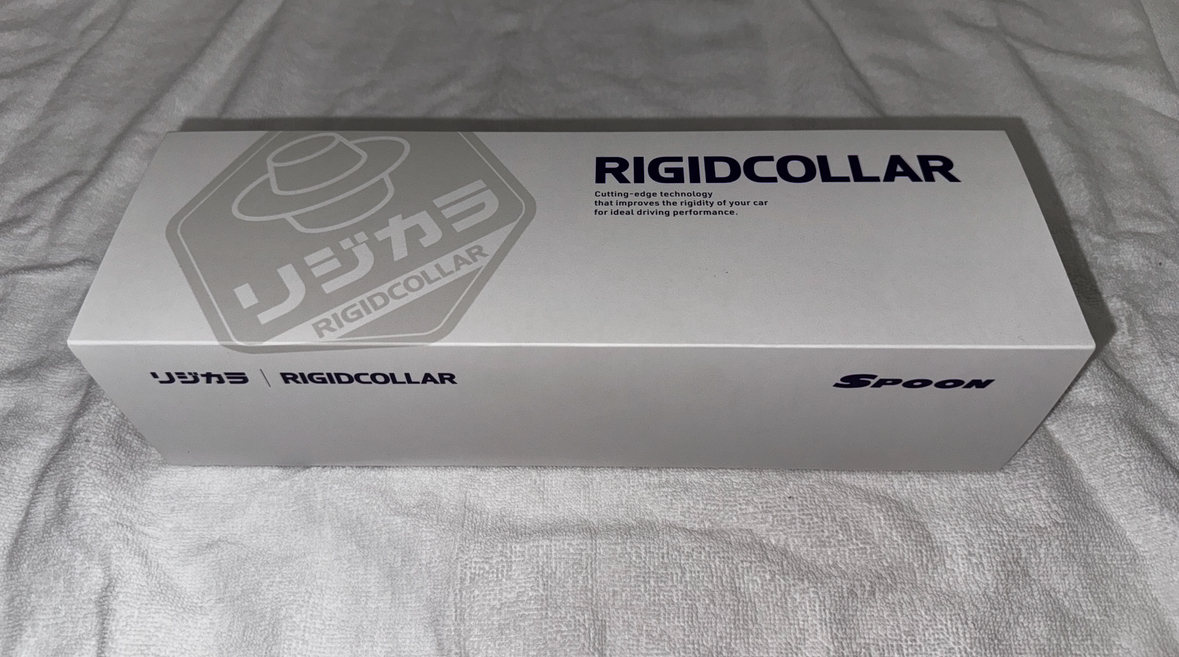 リジカラ
RIGIDCOLLAR
RIGIDCOLLAR
Cutting-edge technology
that improves the rigidity of your car
for ideal driving performance.
リジカラ | RIGIDCOLLAR
SPOON